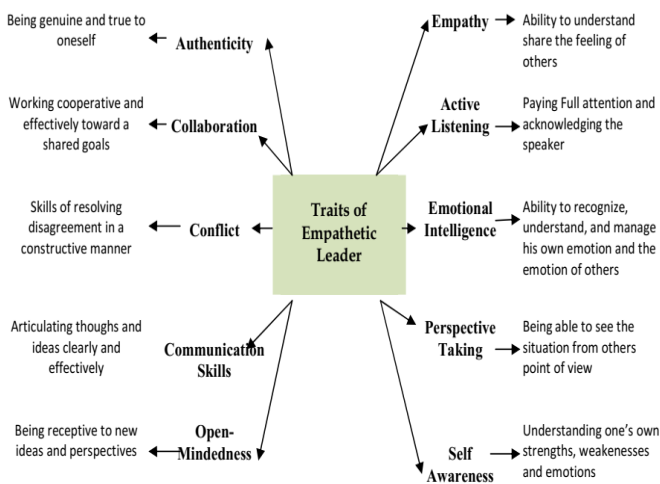 Being genuine and true to
oneself
Authenticity
Working cooperative and
effectively toward a
shared goals
Collaboration
Skills of resolving
disagreement in a
constructive manner
Conflict
Articulating thoughs and
ideas clearly and
effectively
Communication
Skills
Being receptive to new
ideas and perspectives
Open-
Mindedness
Traits of
Empathetic
Leader
Empathy
Ability to understand
share the feeling of
others
Active
Listening
Paying Full attention and
acknowledging the
speaker
Emotional
Intelligence
Ability to recognize,
understand, and manage
his own emotion and the
emotion of others
Perspective
Taking
Being able to see the
situation from others
point of view
Self
Awareness
Understanding one’s own
strengths, weaknesses
and emotions